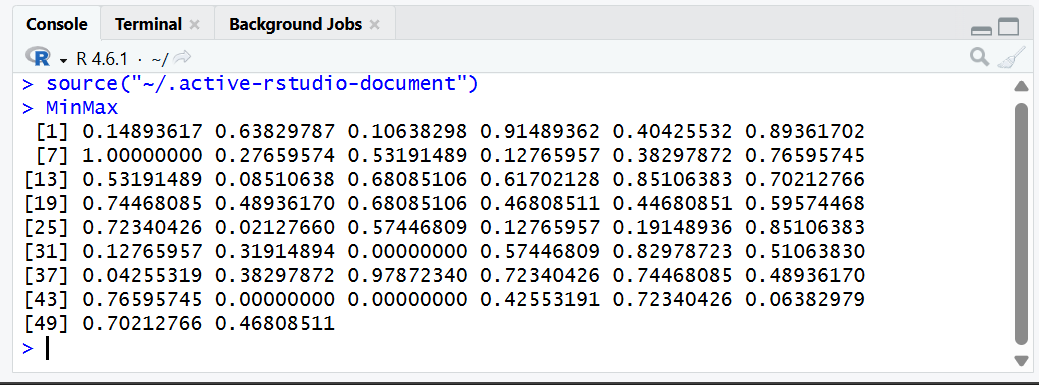 Console Terminal Background Jobs
R R 4.6.1 · ~/
> source("~/.active-rstudio-document")
> MinMax
[1] 0.14893617 0.63829787 0.10638298 0.91489362 0.40425532 0.89361702
[7] 1.00000000 0.27659574 0.53191489 0.12765957 0.38297872 0.76595745
[13] 0.53191489 0.08510638 0.68085106 0.61702128 0.85106383 0.70212766
[19] 0.74468085 0.48936170 0.68085106 0.46808511 0.44680851 0.59574468
[25] 0.72340426 0.02127660 0.57446809 0.12765957 0.19148936 0.85106383
[31] 0.12765957 0.31914894 0.00000000 0.57446809 0.82978723 0.51063830
[37] 0.04255319 0.38297872 0.97872340 0.72340426 0.74468085 0.48936170
[43] 0.76595745 0.00000000 0.00000000 0.42553191 0.72340426 0.06382979
[49] 0.70212766 0.46808511
>